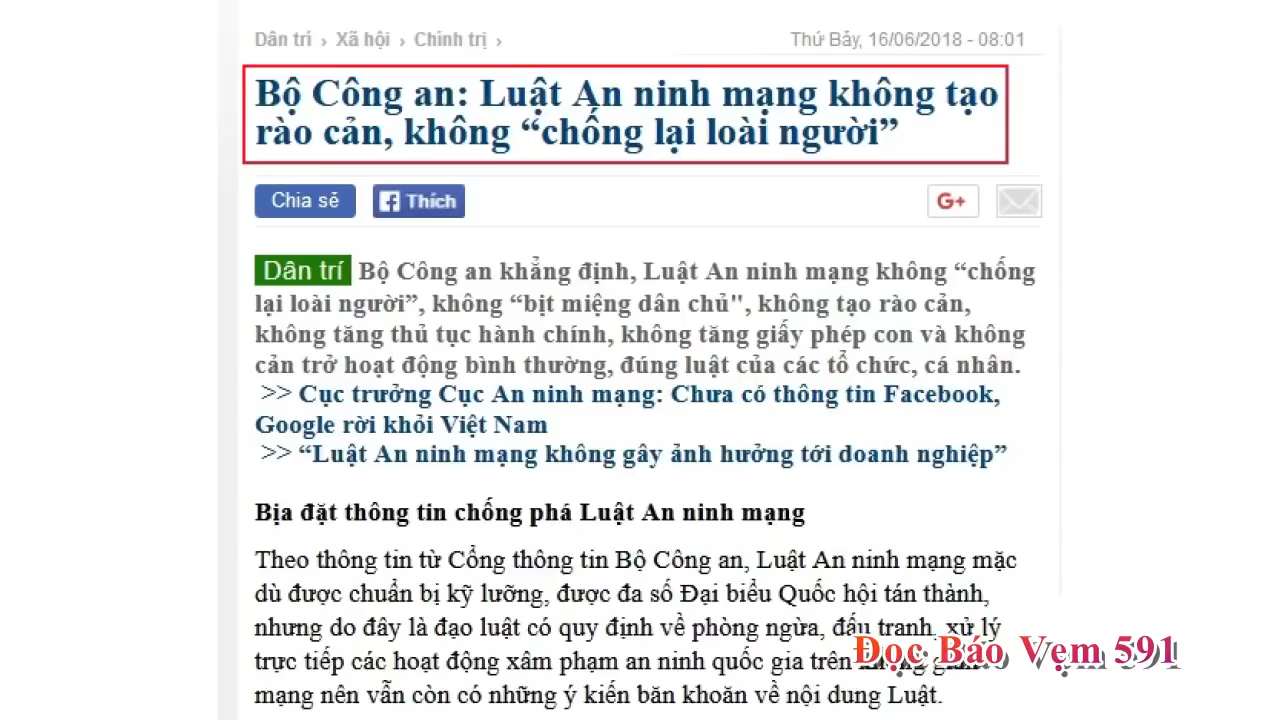 Dân trí › Xã hội › Chính trị ›
Thứ Bảy, 16/06/2018 - 08:01
Bộ Công an: Luật An ninh mạng không tạo
rào cản, không “chống lại loài người”
Chia sẻ
Thích
G+
Dân trí Bộ Công an khẳng định, Luật An ninh mạng không “chống
lại loài người”, không “bịt miệng dân chủ", không tạo rào cản,
không tăng thủ tục hành chính, không tăng giấy phép con và không
cản trở hoạt động bình thường, đúng luật của các tổ chức, cá nhân.
>> Cục trưởng Cục An ninh mạng: Chưa có thông tin Facebook,
Google rời khỏi Việt Nam
>> “Luật An ninh mạng không gây ảnh hưởng tới doanh nghiệp”
Bịa đặt thông tin chống phá Luật An ninh mạng
Theo thông tin từ Cổng thông tin Bộ Công an, Luật An ninh mạng mặc
dù được chuẩn bị kỹ lưỡng, được đa số Đại biểu Quốc hội tán thành,
nhưng do đây là đạo luật có quy định về phòng ngừa, đấu tranh, xử lý
trực tiếp các hoạt động xâm phạm an ninh quốc gia trên không gian
mạng nên vẫn còn có những ý kiến băn khoăn về nội dung Luật.
Đọc Báo Vẹm 591